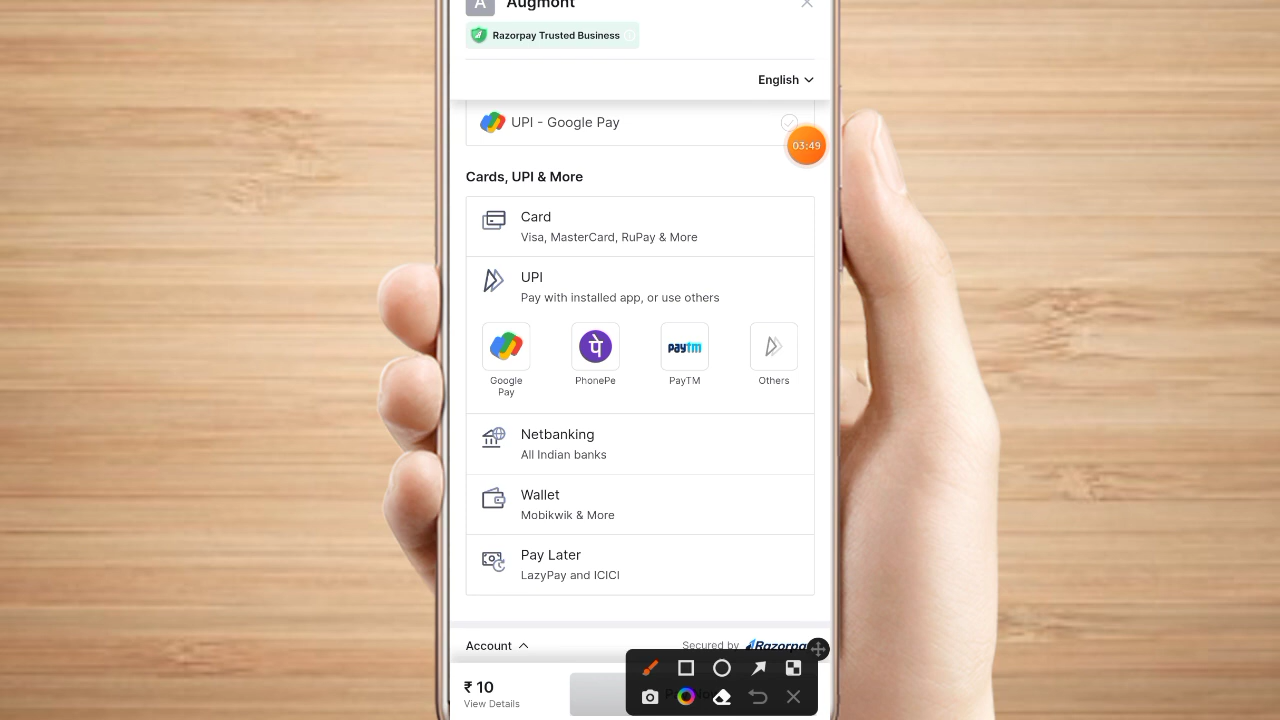 A Augmont
Razorpay Trusted Business
English
UPI - Google Pay
03:49
Cards, UPI & More
Card
Visa, MasterCard, RuPay & More
UPI
Pay with installed app, or use others
पे
paytm
Google
Pay
PhonePe
PayTM
Others
Netbanking
All Indian banks
Wallet
Mobikwik & More
Pay Later
LazyPay and ICICI
Account
Secured by Razorpay
₹ 10
View Details